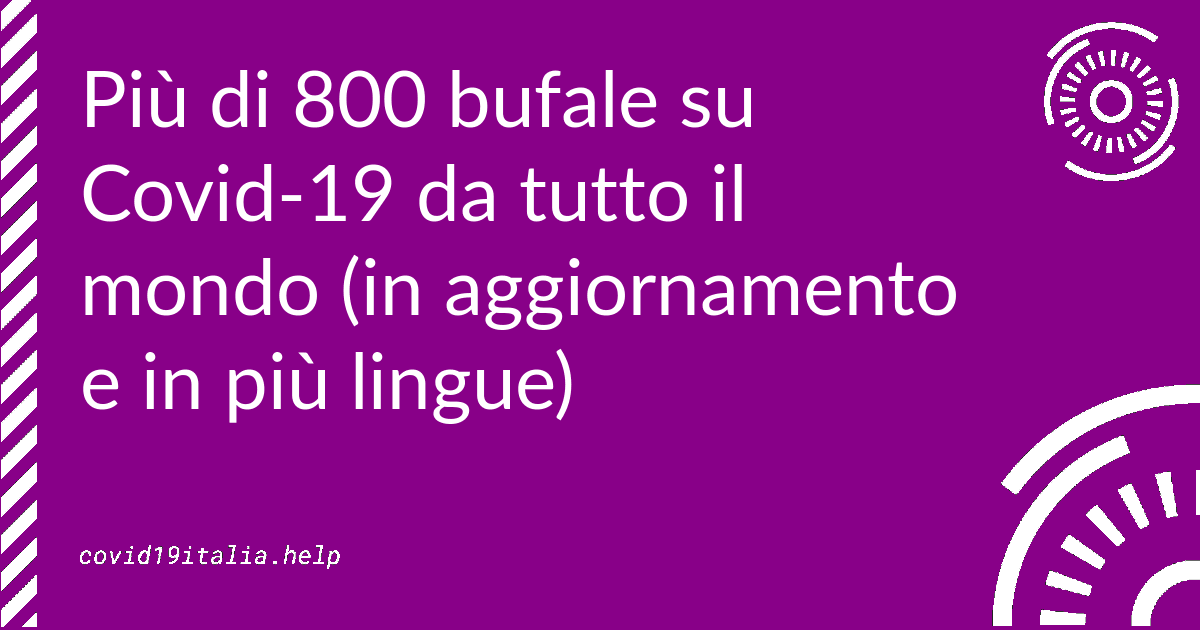 Più di 800 bufale su
Covid-19 da tutto il
mondo (in aggiornamento
e in più lingue)
covid19italia.help